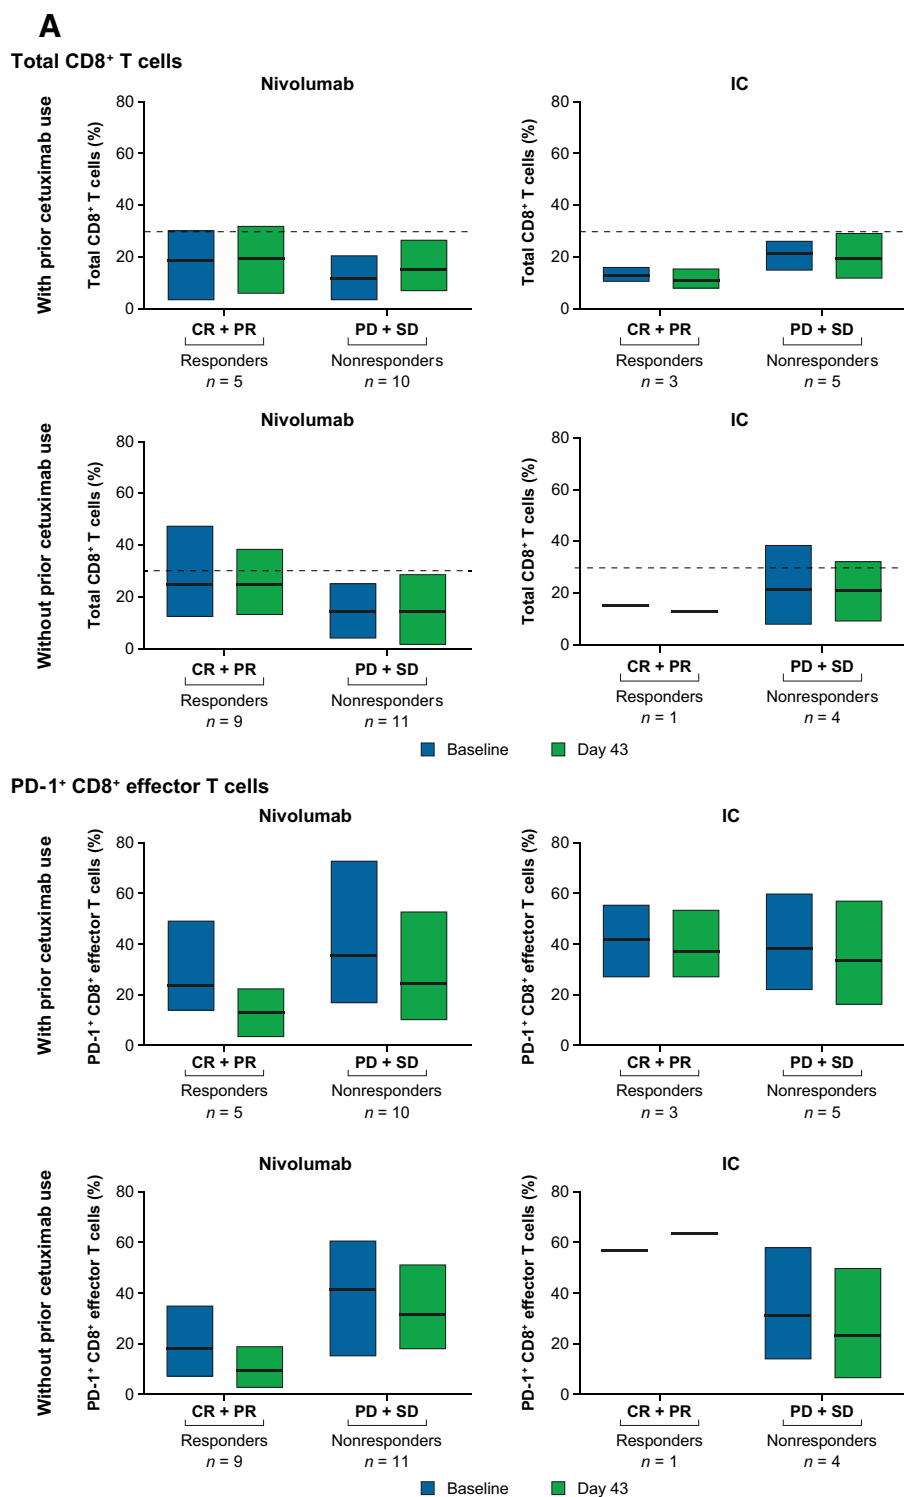 A
Total CD8⁺ T cells
With prior cetuximab use
Nivolumab
Total CD8⁺ T cells (%)
80
60
40
20
0
CR + PR
PD + SD
Responders
Nonresponders
n = 5
n = 10
IC
Total CD8⁺ T cells (%)
80
60
40
20
0
CR + PR
PD + SD
Responders
Nonresponders
n = 3
n = 5
Without prior cetuximab use
Nivolumab
Total CD8⁺ T cells (%)
80
60
40
20
0
CR + PR
PD + SD
Responders
Nonresponders
n = 9
n = 11
IC
Total CD8⁺ T cells (%)
80
60
40
20
0
CR + PR
PD + SD
Responders
Nonresponders
n = 1
n = 4
Baseline
Day 43
PD-1⁺ CD8⁺ effector T cells
With prior cetuximab use
Nivolumab
PD-1⁺ CD8⁺ effector T cells (%)
80
60
40
20
0
CR + PR
PD + SD
Responders
Nonresponders
n = 5
n = 10
IC
PD-1⁺ CD8⁺ effector T cells (%)
80
60
40
20
0
CR + PR
PD + SD
Responders
Nonresponders
n = 3
n = 5
Without prior cetuximab use
Nivolumab
PD-1⁺ CD8⁺ effector T cells (%)
80
60
40
20
0
CR + PR
PD + SD
Responders
Nonresponders
n = 9
n = 11
IC
PD-1⁺ CD8⁺ effector T cells (%)
80
60
40
20
0
CR + PR
PD + SD
Responders
Nonresponders
n = 1
n = 4
Baseline
Day 43